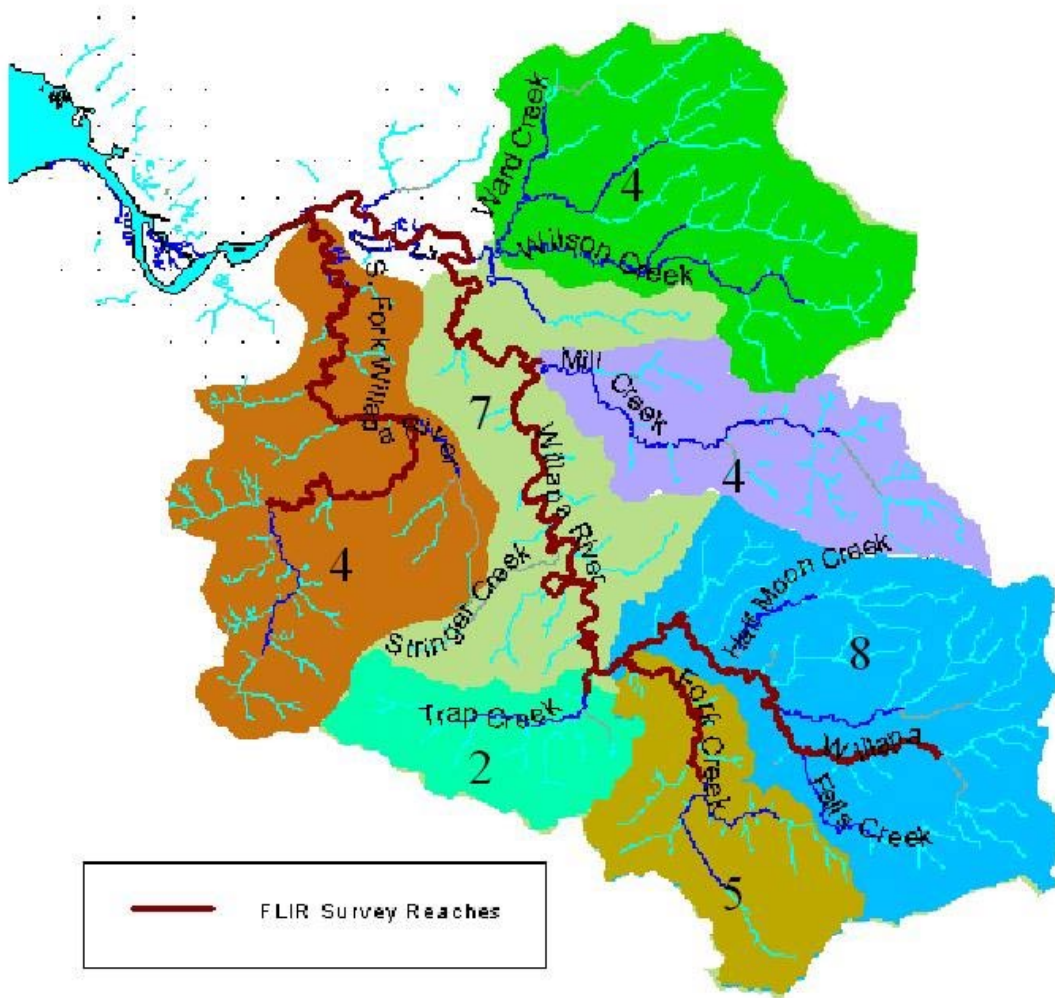 Ward Creek
4
Wilson Creek
S. Fork Willapa River
Mill Creek
7
4
Willapa River
4
Half Moon Creek
Stringer Creek
8
Trap Creek
Fork Creek
Willapa
2
Falls Creek
5
FLIR Survey Reaches